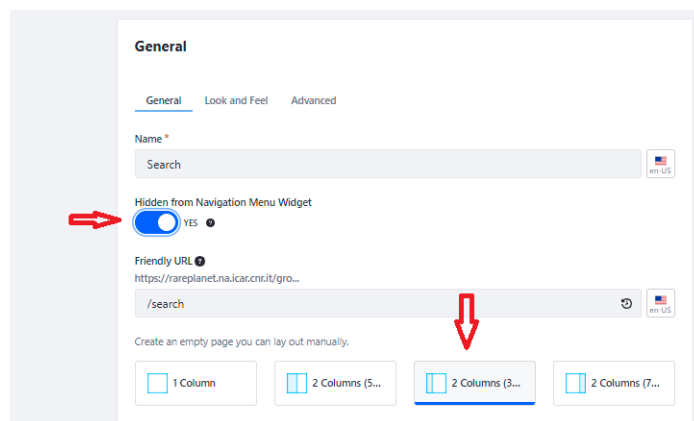 General
General Look and Feel Advanced
Name *
Search
en-US
Hidden from Navigation Menu Widget
YES
Friendly URL
https://rareplanet.na.icar.cnr.it/gro...
/search
en-US
Create an empty page you can lay out manually.
1 Column 2 Columns (5... 2 Columns (3... 2 Columns (7...